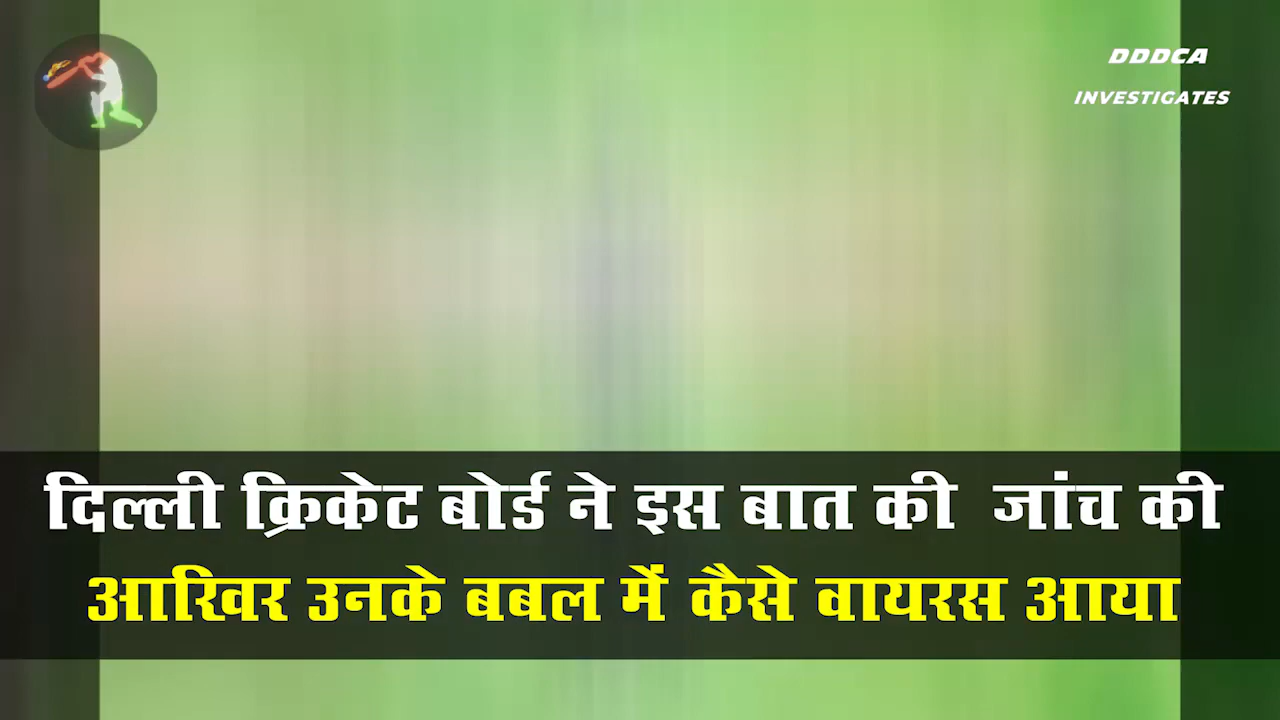 DDDCA
INVESTIGATES
दिल्ली क्रिकेट बोर्ड ने इस बात की जांच की
आखिर उनके बबल में कैसे वायरस आया